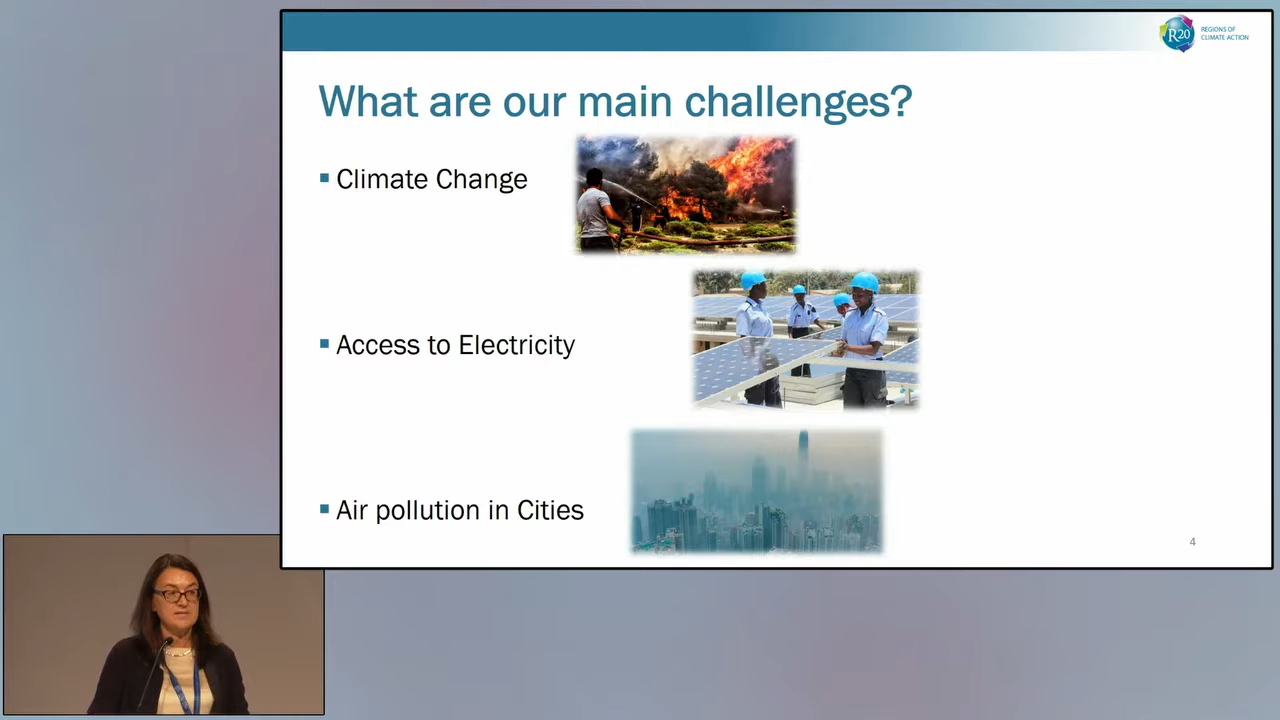 R20
REGIONS OF
CLIMATE ACTION
What are our main challenges?
Climate Change
Access to Electricity
Air pollution in Cities
4